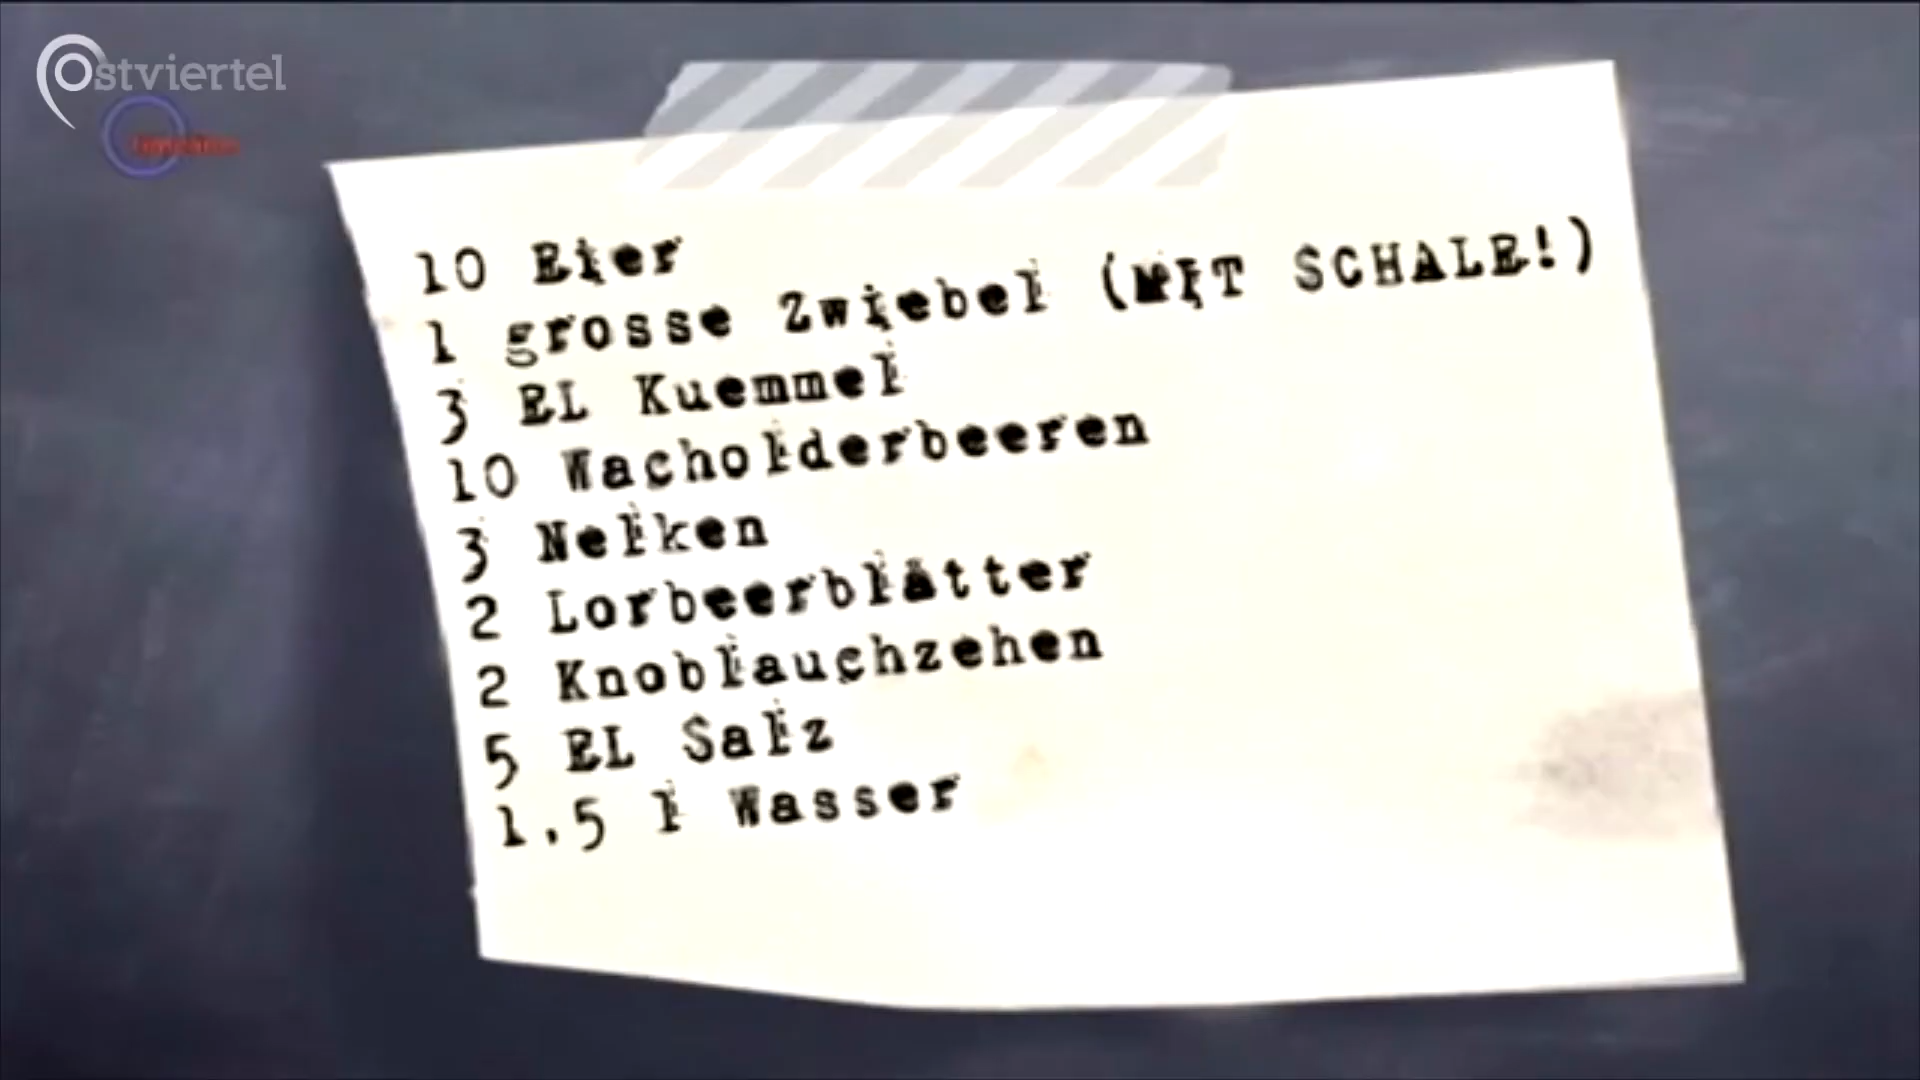 Ostviertel
10 Eier
1 grosse Zwiebel (MIT SCHALE!)
3 EL Kuemmel
10 Wacholderbeeren
3 Nelken
2 Lorbeerblätter
2 Knoblauchzehen
5 EL Salz
1.5 l Wasser